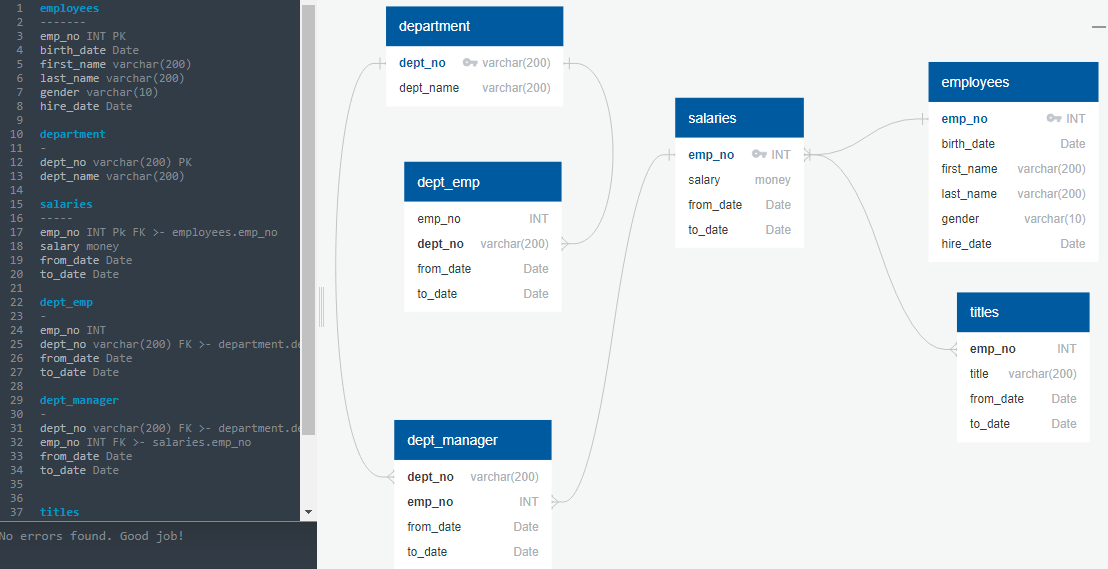 1 employees
2 -------
3 emp_no INT PK
4 birth_date Date
5 first_name varchar(200)
6 last_name varchar(200)
7 gender varchar(10)
8 hire_date Date
9
10 department
11 -
12 dept_no varchar(200) PK
13 dept_name varchar(200)
14
15 salaries
16 -----
17 emp_no INT Pk FK >- employees.emp_no
18 salary money
19 from_date Date
20 to_date Date
21
22 dept_emp
23 -
24 emp_no INT
25 dept_no varchar(200) FK >- department.de
26 from_date Date
27 to_date Date
28
29 dept_manager
30 -
31 dept_no varchar(200) FK >- department.de
32 emp_no INT FK >- salaries.emp_no
33 from_date Date
34 to_date Date
35
36
37 titles
No errors found. Good job!
department
dept_no varchar(200)
dept_name varchar(200)
dept_emp
emp_no INT
dept_no varchar(200)
from_date Date
to_date Date
dept_manager
dept_no varchar(200)
emp_no INT
from_date Date
to_date Date
salaries
emp_no INT
salary money
from_date Date
to_date Date
employees
emp_no INT
birth_date Date
first_name varchar(200)
last_name varchar(200)
gender varchar(10)
hire_date Date
titles
emp_no INT
title varchar(200)
from_date Date
to_date Date